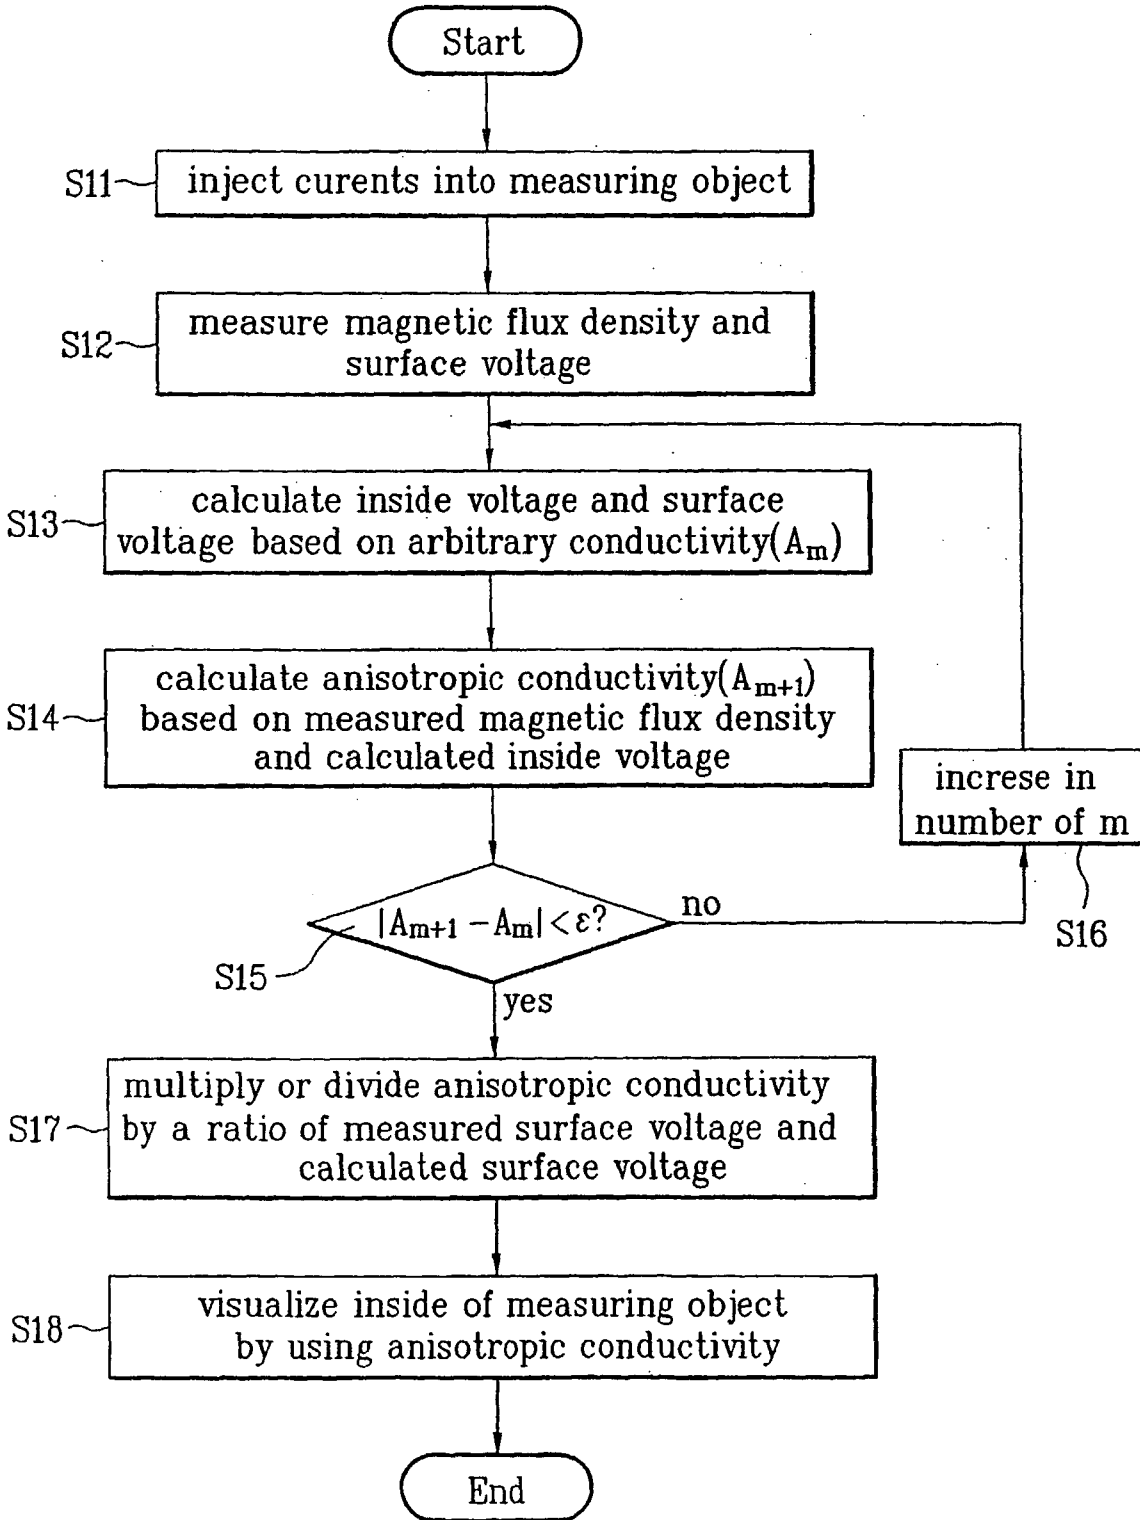 Start
S11
inject curents into measuring object
S12
measure magnetic flux density and
surface voltage
S13
calculate inside voltage and surface
voltage based on arbitrary conductivity(Am)
S14
calculate anisotropic conductivity(Am+1)
based on measured magnetic flux density
and calculated inside voltage
increse in
number of m
S16
|Am+1 − Am| < ε?
no
S15
yes
S17
multiply or divide anisotropic conductivity
by a ratio of measured surface voltage and
calculated surface voltage
S18
visualize inside of measuring object
by using anisotropic conductivity
End